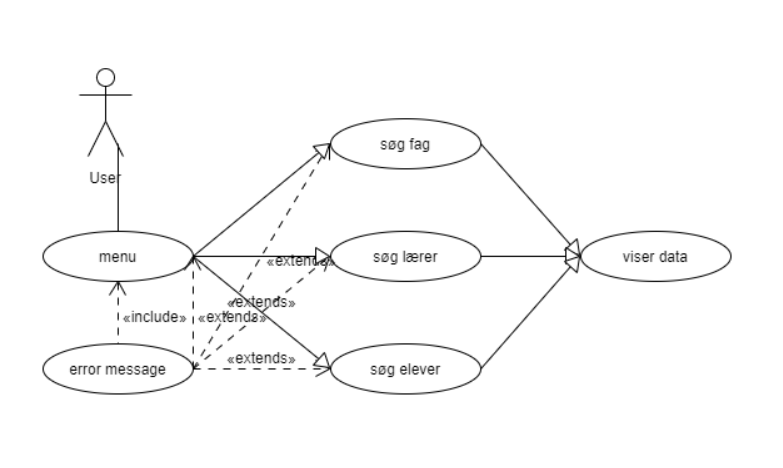 søg fag
User
menu
søg lærer
viser data
«extends»
«extends»
«include»
«extends»
«extends»
error message
søg elever